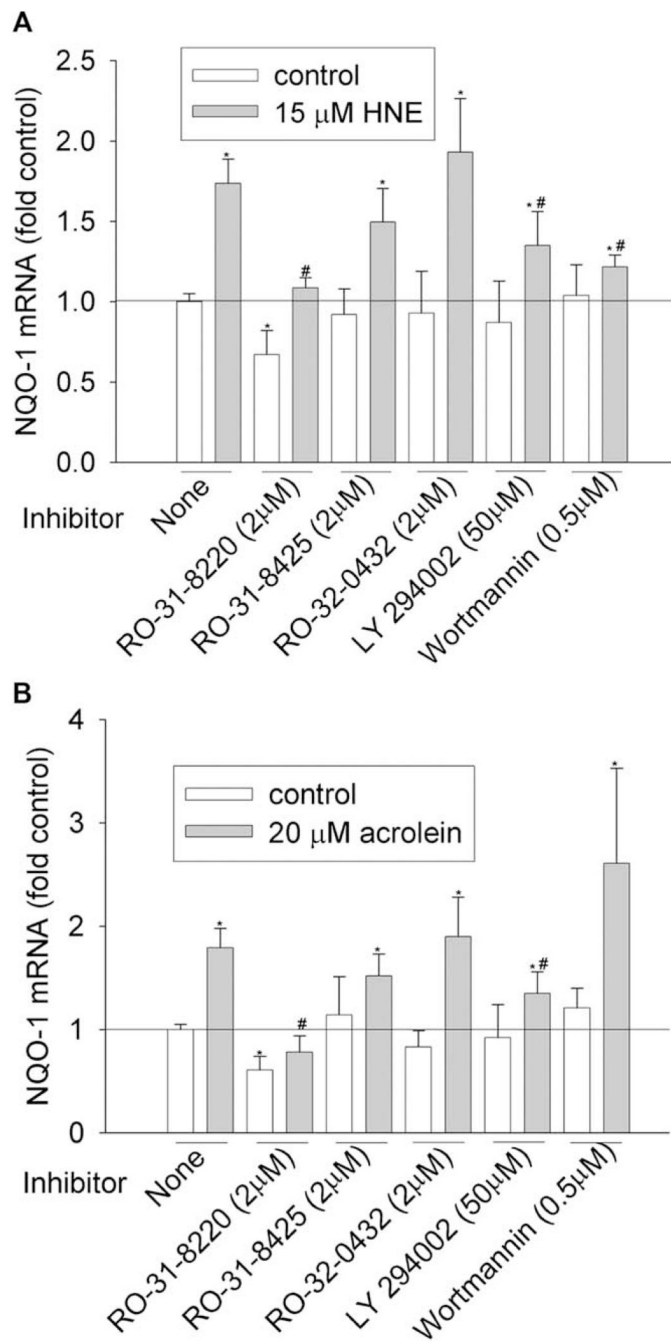 A
NQO-1 mRNA (fold control)
2.5
2.0
1.5
1.0
0.5
0.0
control
15 μM HNE
*
*
#
*
*
*
*#
*#
Inhibitor
None
RO-31-8220 (2μM)
RO-31-8425 (2μM)
RO-32-0432 (2μM)
LY 294002 (50μM)
Wortmannin (0.5μM)
B
NQO-1 mRNA (fold control)
4
3
2
1
0
control
20 μM acrolein
*
*
#
*
*
*#
*
Inhibitor
None
RO-31-8220 (2μM)
RO-31-8425 (2μM)
RO-32-0432 (2μM)
LY 294002 (50μM)
Wortmannin (0.5μM)